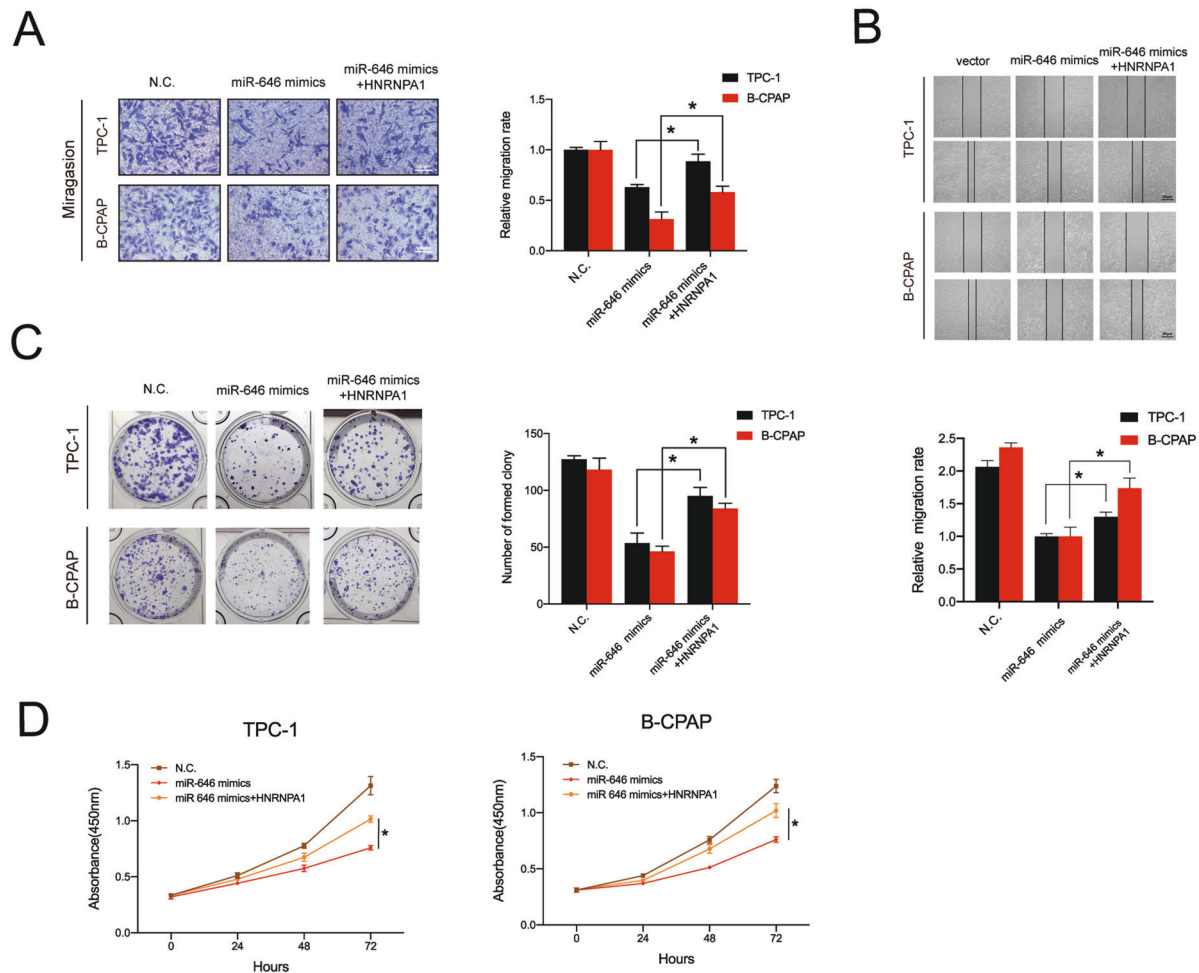 A
N.C.
miR-646 mimics
miR-646 mimics
+HNRNPA1
Miragasion
TPC-1
B-CPAP
TPC-1
B-CPAP
Relative migration rate
1.5
1.0
0.5
0.0
*
*
N.C.
miR-646 mimics
miR-646 mimics
+HNRNPA1
B
vector
miR-646 mimics
miR-646 mimics
+HNRNPA1
TPC-1
B-CPAP
TPC-1
B-CPAP
Relative migration rate
2.5
2.0
1.5
1.0
0.5
0.0
*
*
N.C.
miR-646 mimics
miR-646 mimics
+HNRNPA1
C
N.C.
miR-646 mimics
miR-646 mimics
+HNRNPA1
TPC-1
B-CPAP
TPC-1
B-CPAP
Number of formed clony
150
100
50
0
*
*
N.C.
miR-646 mimics
miR-646 mimics
+HNRNPA1
D
TPC-1
N.C.
miR-646 mimics
miR 646 mimics+HNRNPA1
Absorbance(450nm)
1.5
1.0
0.5
0.0
*
0 24 48 72
Hours
B-CPAP
N.C.
miR-646 mimics
miR 646 mimics+HNRNPA1
Absorbance(450nm)
1.5
1.0
0.5
0.0
*
0 24 48 72
Hours